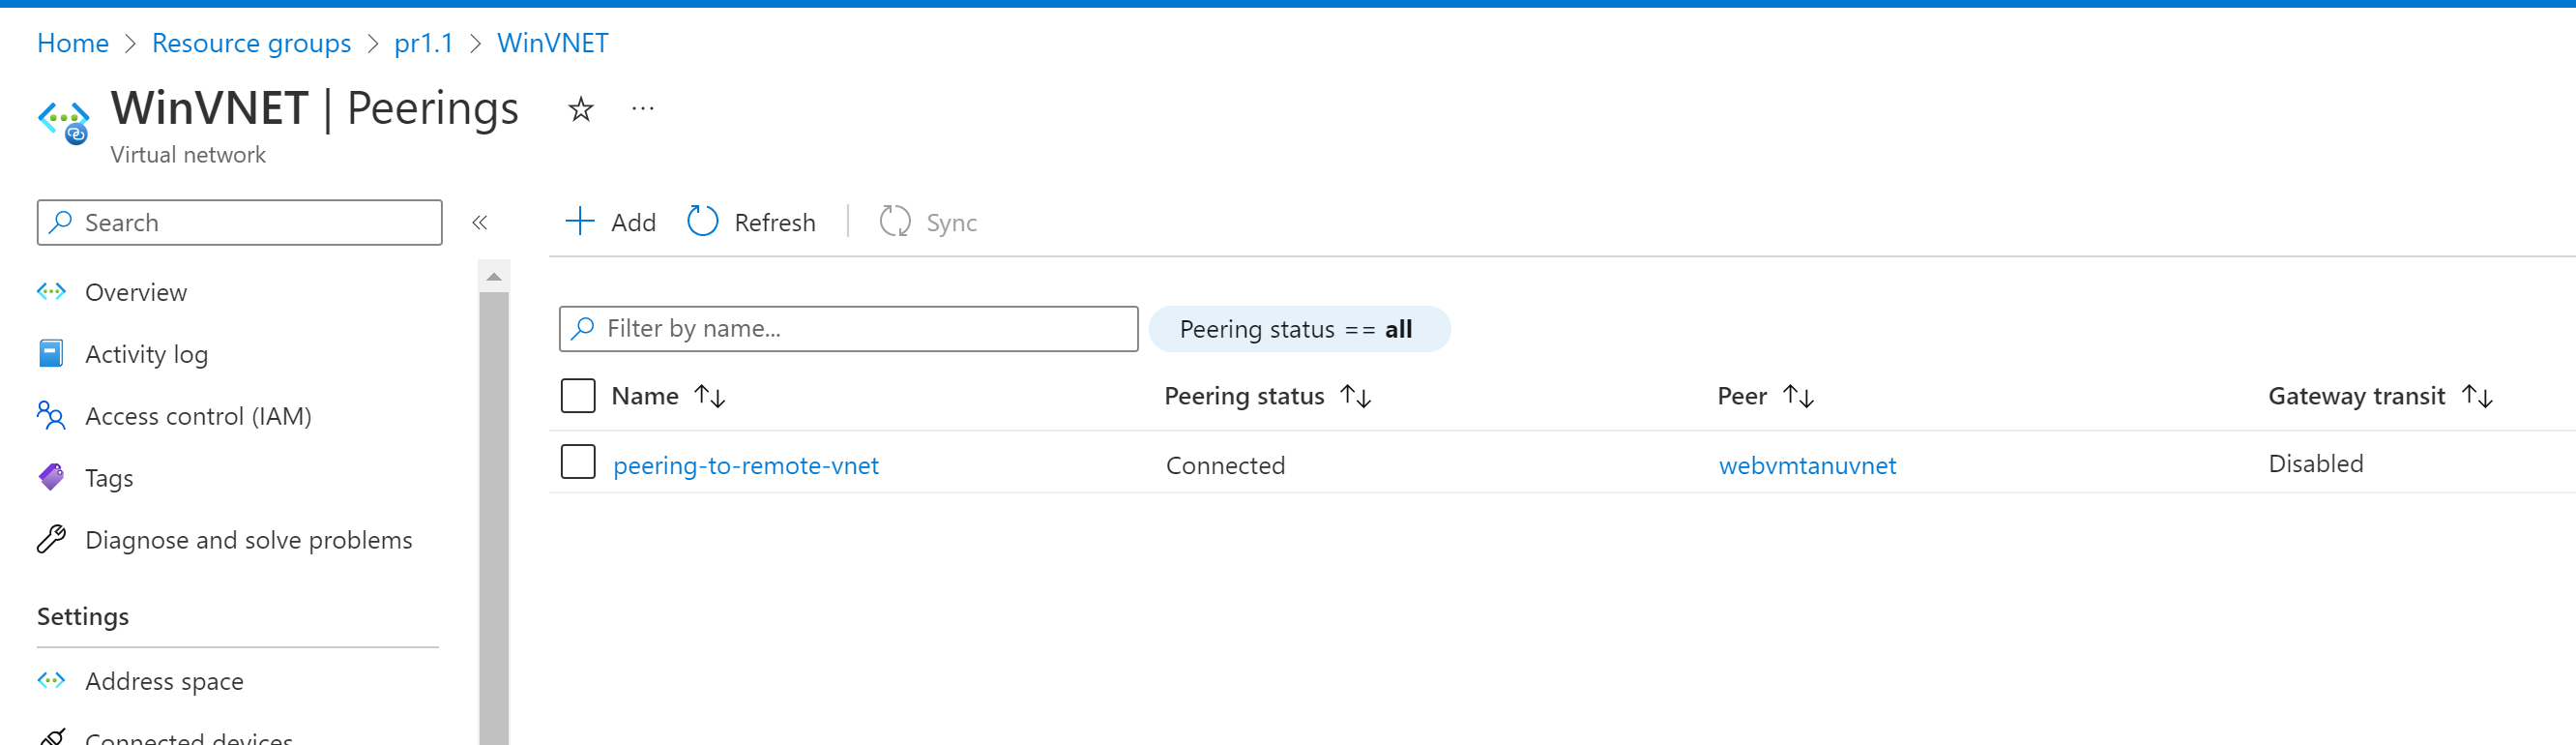 Home > Resource groups > pr1.1 > WinVNET
WinVNET | Peerings
Virtual network
Search
Add Refresh Sync
Overview
Activity log
Access control (IAM)
Tags
Diagnose and solve problems
Settings
Address space
Connected devices
Filter by name...
Peering status == all
Name Peering status Peer Gateway transit
peering-to-remote-vnet Connected webvmtanuvnet Disabled